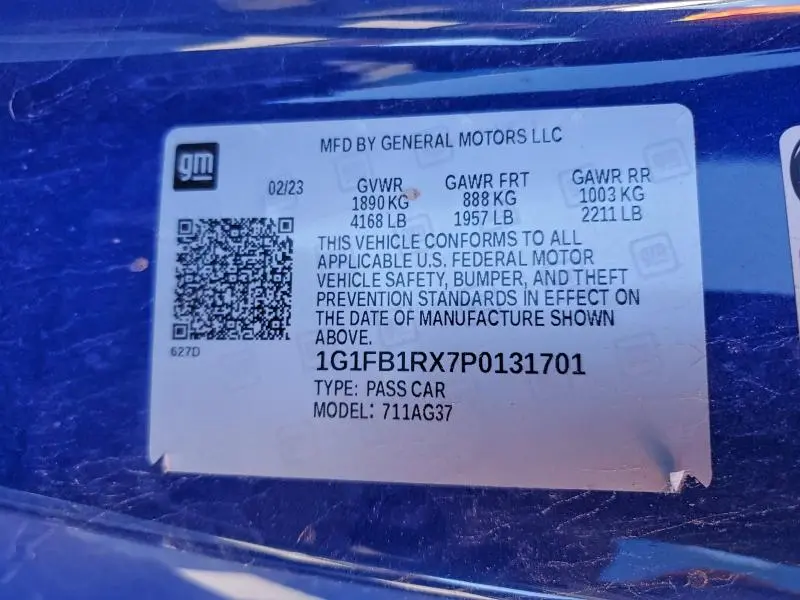 MFD BY GENERAL MOTORS LLC
gm
02/23
GVWR GAWR FRT GAWR RR
1890 KG 888 KG 1003 KG
4168 LB 1957 LB 2211 LB
THIS VEHICLE CONFORMS TO ALL
APPLICABLE U.S. FEDERAL MOTOR
VEHICLE SAFETY, BUMPER, AND THEFT
PREVENTION STANDARDS IN EFFECT ON
THE DATE OF MANUFACTURE SHOWN
ABOVE.
627D
1G1FB1RX7P0131701
TYPE: PASS CAR
MODEL: 711AG37